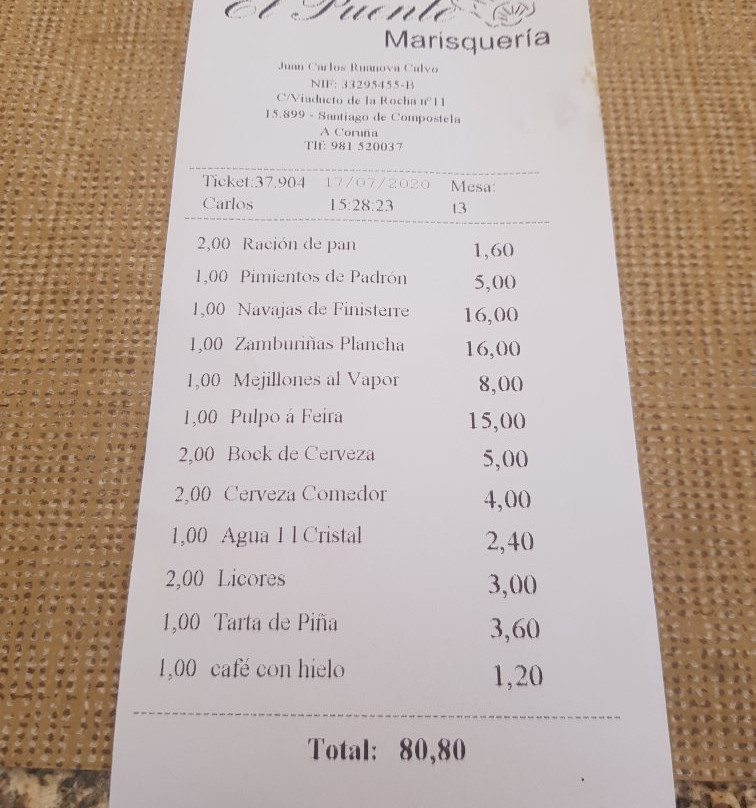 El Puente
Marisquería
Juan Carlos Rumnova Calvo
NIF: 33295455-B
C/Viaducto de la Rocha nº11
15.899 - Santiago de Compostela
A Coruña
Tlf: 981 520037
Ticket:37.904 17/07/2020 Mesa:
Carlos 15:28:23 t3
2,00 Ración de pan 1,60
1,00 Pimientos de Padrón 5,00
1,00 Navajas de Finisterre 16,00
1,00 Zamburiñas Plancha 16,00
1,00 Mejillones al Vapor 8,00
1,00 Pulpo á Feira 15,00
2,00 Bock de Cerveza 5,00
2,00 Cerveza Comedor 4,00
1,00 Agua 1 l Cristal 2,40
2,00 Licores 3,00
1,00 Tarta de Piña 3,60
1,00 café con hielo 1,20
Total: 80,80